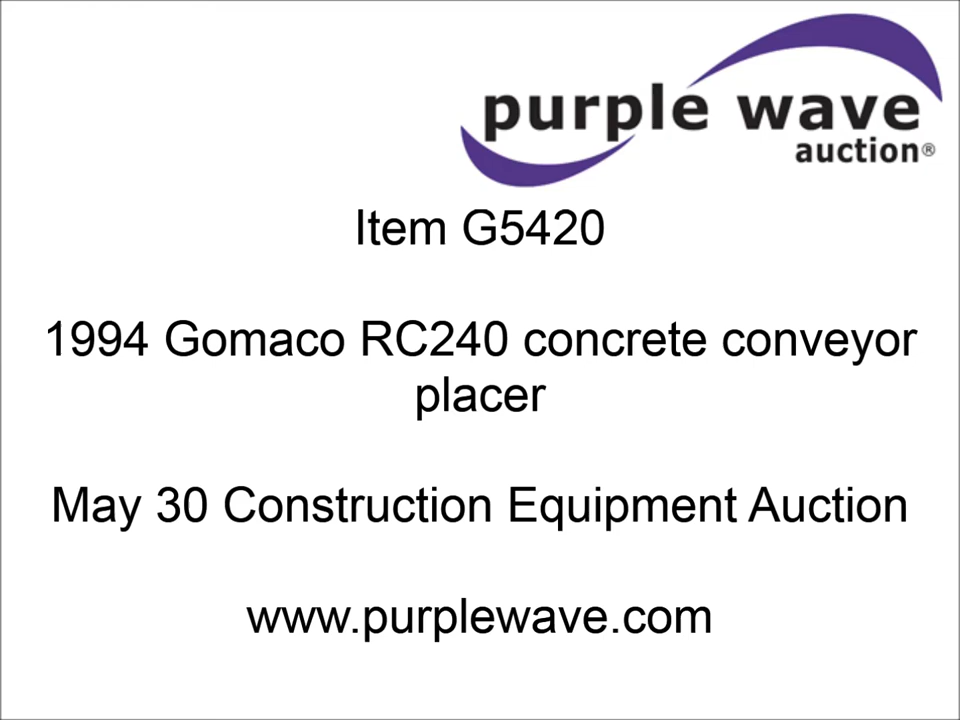 purple wave
auction®
Item G5420
1994 Gomaco RC240 concrete conveyor
placer
May 30 Construction Equipment Auction
www.purplewave.com